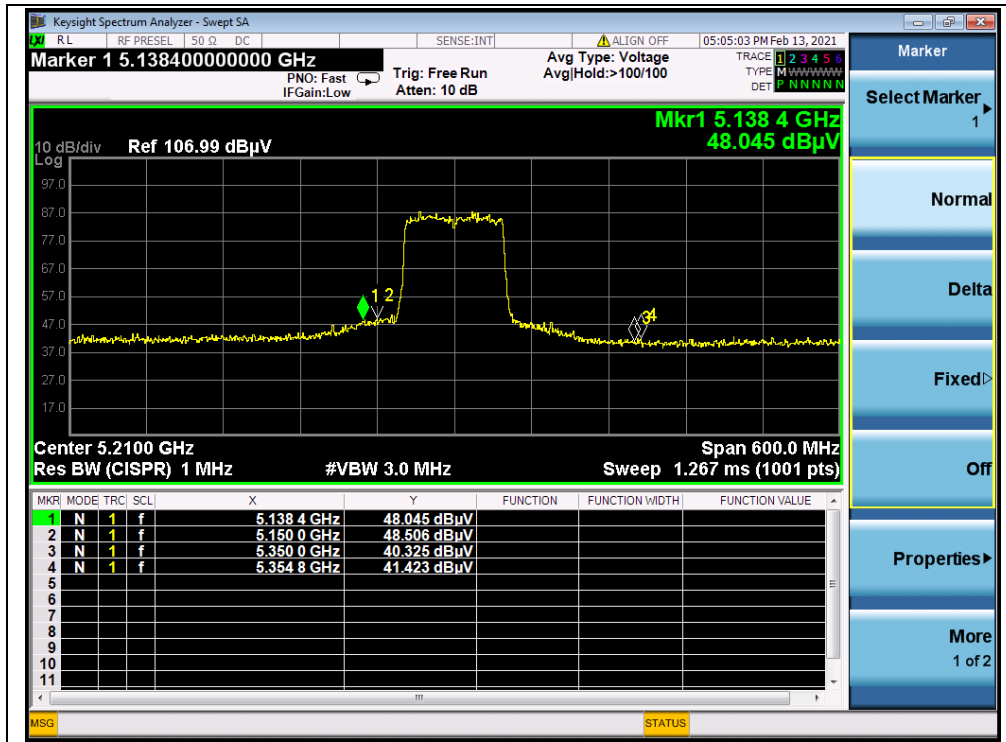 Keysight Spectrum Analyzer - Swept SA
LXI RL RF PRESEL 50 Ω DC SENSE:INT ALIGN OFF 05:05:03 PM Feb 13, 2021
Marker 1 5.138400000000 GHz
PNO: Fast
IFGain:Low
Trig: Free Run
Atten: 10 dB
Avg Type: Voltage
Avg|Hold:>100/100
TRACE 1 2 3 4 5 6
TYPE M W W W W W
DET P N N N N N
Mkr1 5.138 4 GHz
48.045 dBµV
10 dB/div Ref 106.99 dBµV
Log
97.0
87.0
77.0
67.0
57.0
47.0
37.0
27.0
17.0
1 2
3 4
Center 5.2100 GHz Span 600.0 MHz
Res BW (CISPR) 1 MHz #VBW 3.0 MHz Sweep 1.267 ms (1001 pts)
MKR MODE TRC SCL X Y FUNCTION FUNCTION WIDTH FUNCTION VALUE
1 N 1 f 5.138 4 GHz 48.045 dBµV
2 N 1 f 5.150 0 GHz 48.506 dBµV
3 N 1 f 5.350 0 GHz 40.325 dBµV
4 N 1 f 5.354 8 GHz 41.423 dBµV
5
6
7
8
9
10
11
MSG STATUS
Marker
Select Marker
1
Normal
Delta
Fixed
Off
Properties
More
1 of 2